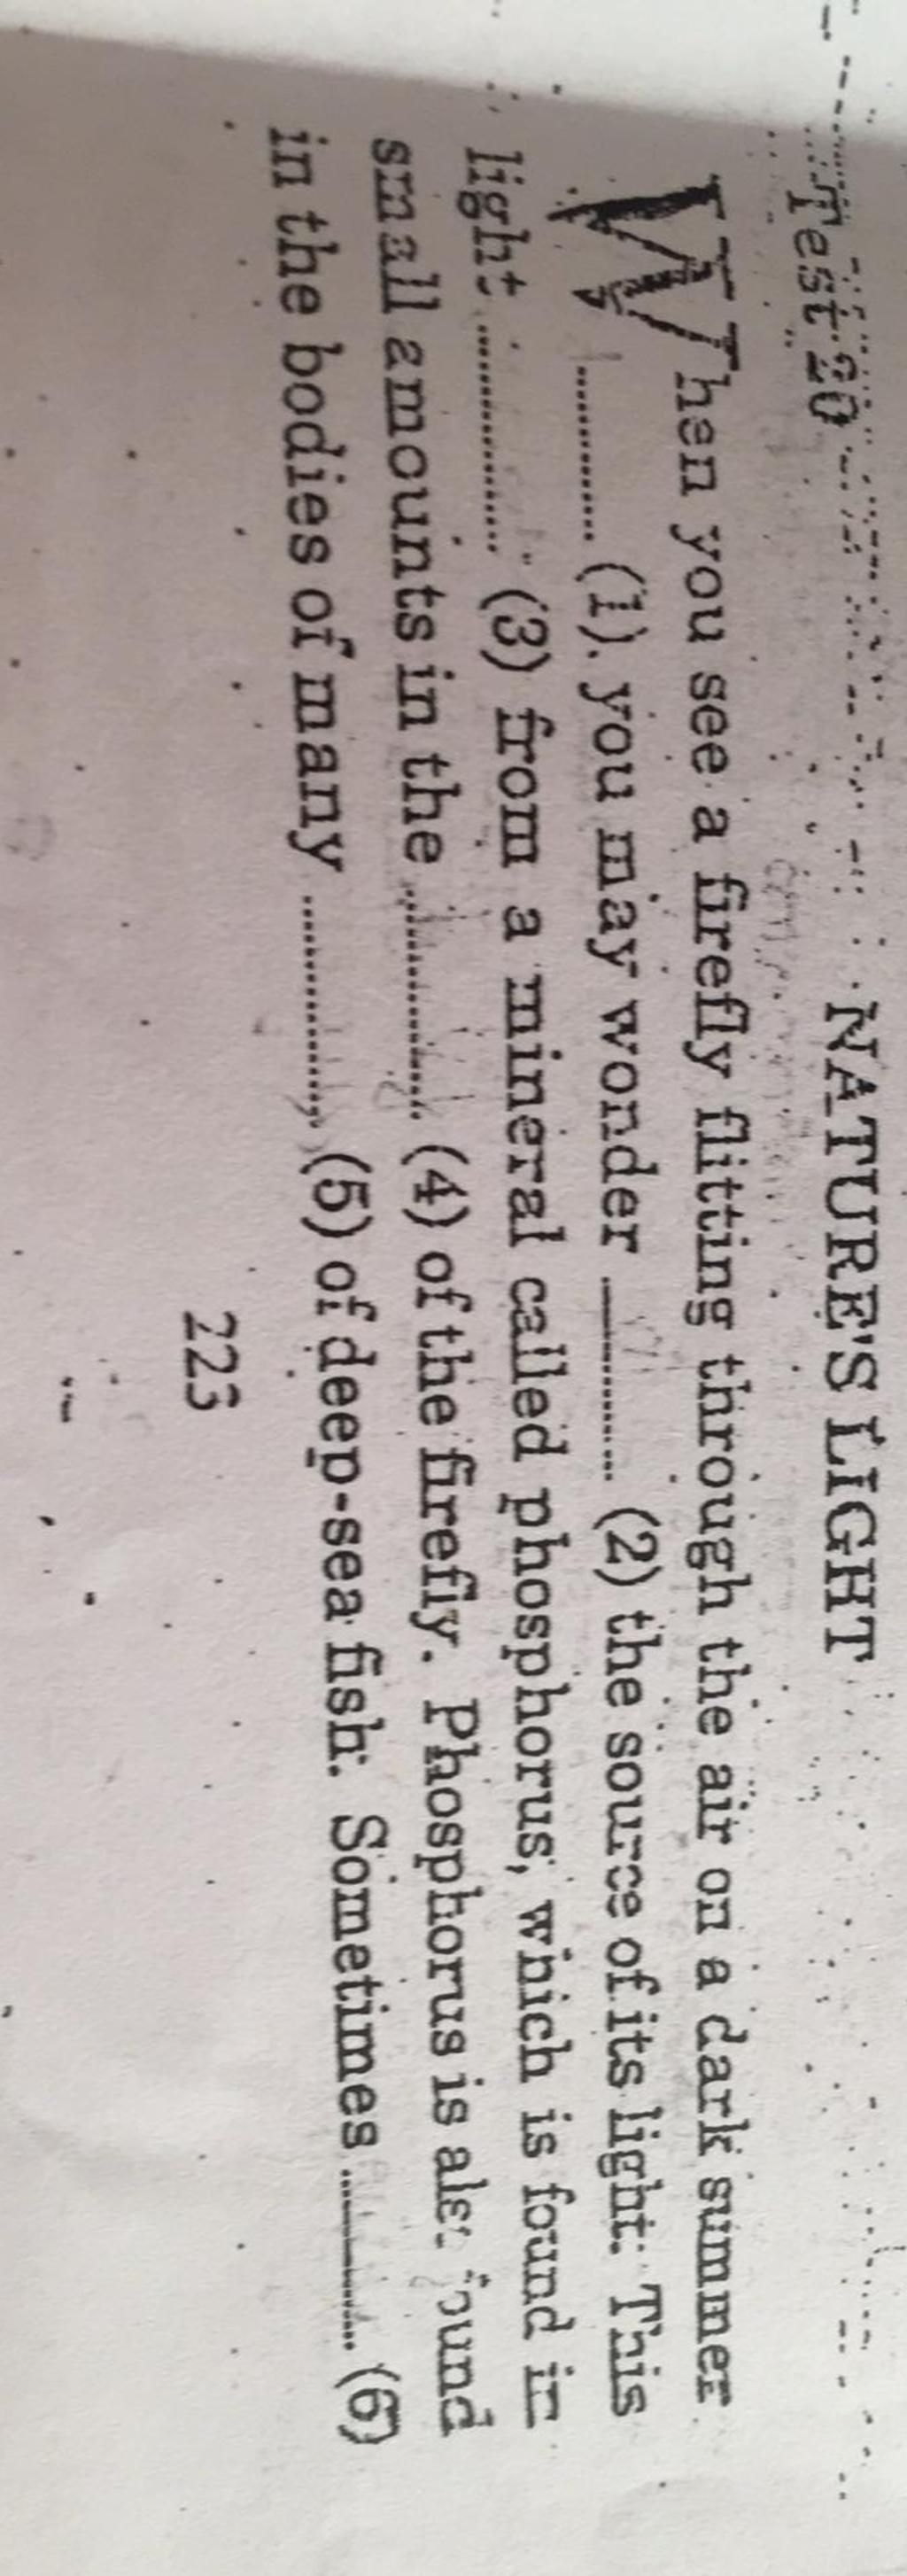 Test 20
NATURE'S LIGHT
When you see a firefly flitting through the air on a dark summer
............ (1). you may wonder ............ (2) the source of its light. This
light ............ (3) from a mineral called phosphorus, which is found in
small amounts in the ............ (4) of the firefly. Phosphorus is also found
in the bodies of many ............ (5) of deep-sea fish. Sometimes ............ (6)
223